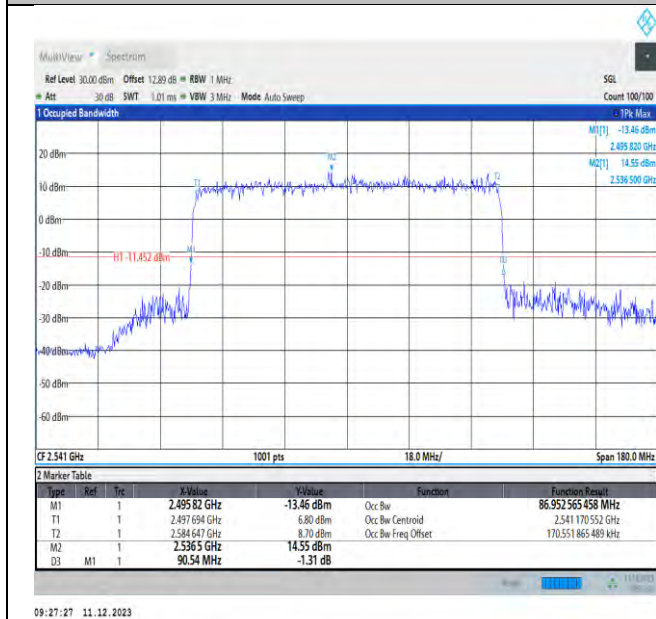 MultiView Spectrum
Ref Level 30.00 dBm Offset 12.89 dB RBW 1 MHz SGL
Att 30 dB SWT 1.01 ms VBW 3 MHz Mode Auto Sweep Count 100/100
1 Occupied Bandwidth 1Pk Max
M1[1] -13.46 dBm
2.495 820 GHz
M2[1] 14.55 dBm
2.536 500 GHz
20 dBm
M2
T1 T2
10 dBm
0 dBm
-10 dBm
M1
H1 -11.452 dBm
D3
-20 dBm
-30 dBm
-40 dBm
-50 dBm
-60 dBm
CF 2.541 GHz 1001 pts 18.0 MHz/ Span 180.0 MHz
2 Marker Table
Type Ref Trc X-Value Y-Value Function Function Result
M1 1 2.495 82 GHz -13.46 dBm Occ Bw 86.952 565 458 MHz
T1 1 2.497 694 GHz 6.80 dBm Occ Bw Centroid 2.541 170 552 GHz
T2 1 2.584 647 GHz 8.70 dBm Occ Bw Freq Offset 170.551 865 489 kHz
M2 1 2.536 5 GHz 14.55 dBm
D3 M1 1 90.54 MHz -1.31 dB
09:27:27 11.12.2023